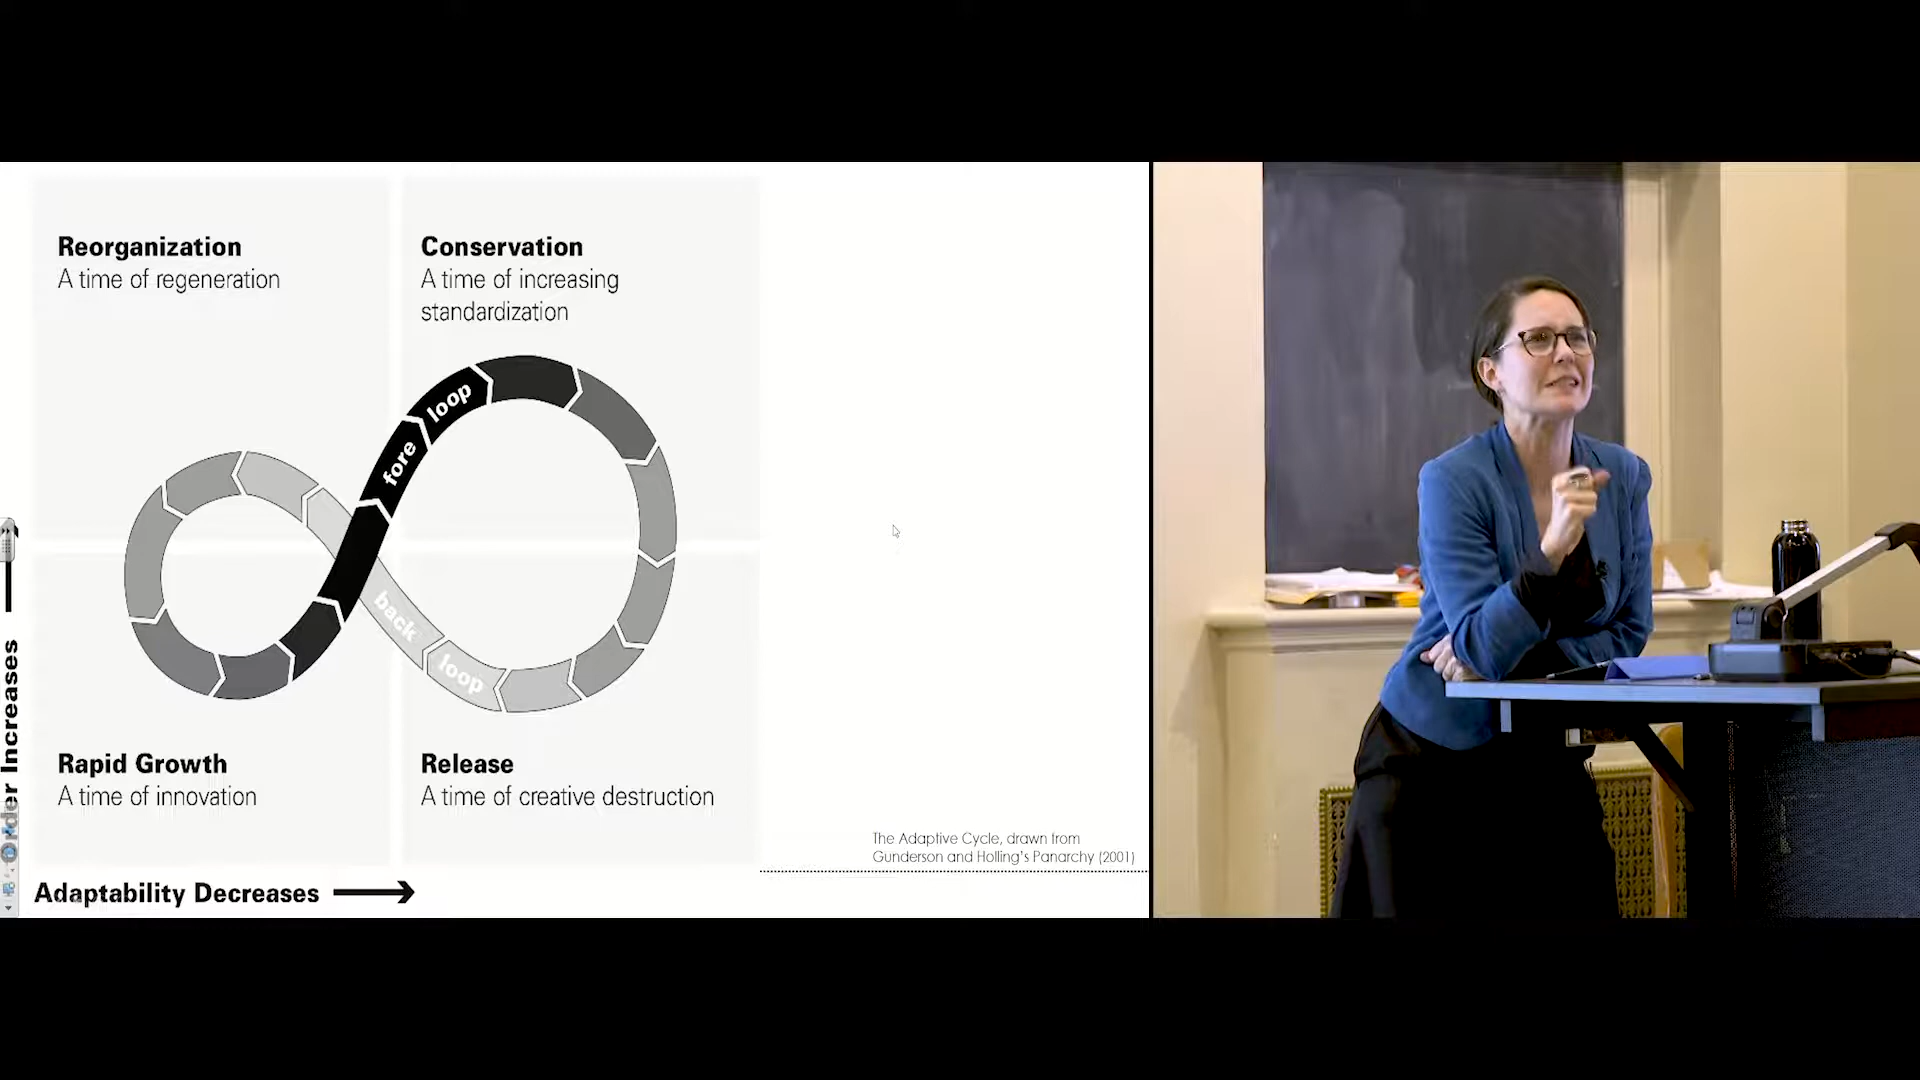 Reorganization
A time of regeneration
Conservation
A time of increasing
standardization
fore
loop
back
loop
Rapid Growth
A time of innovation
Release
A time of creative destruction
Increases
The Adaptive Cycle, drawn from
Gunderson and Holling's Panarchy (2001)
Adaptability Decreases